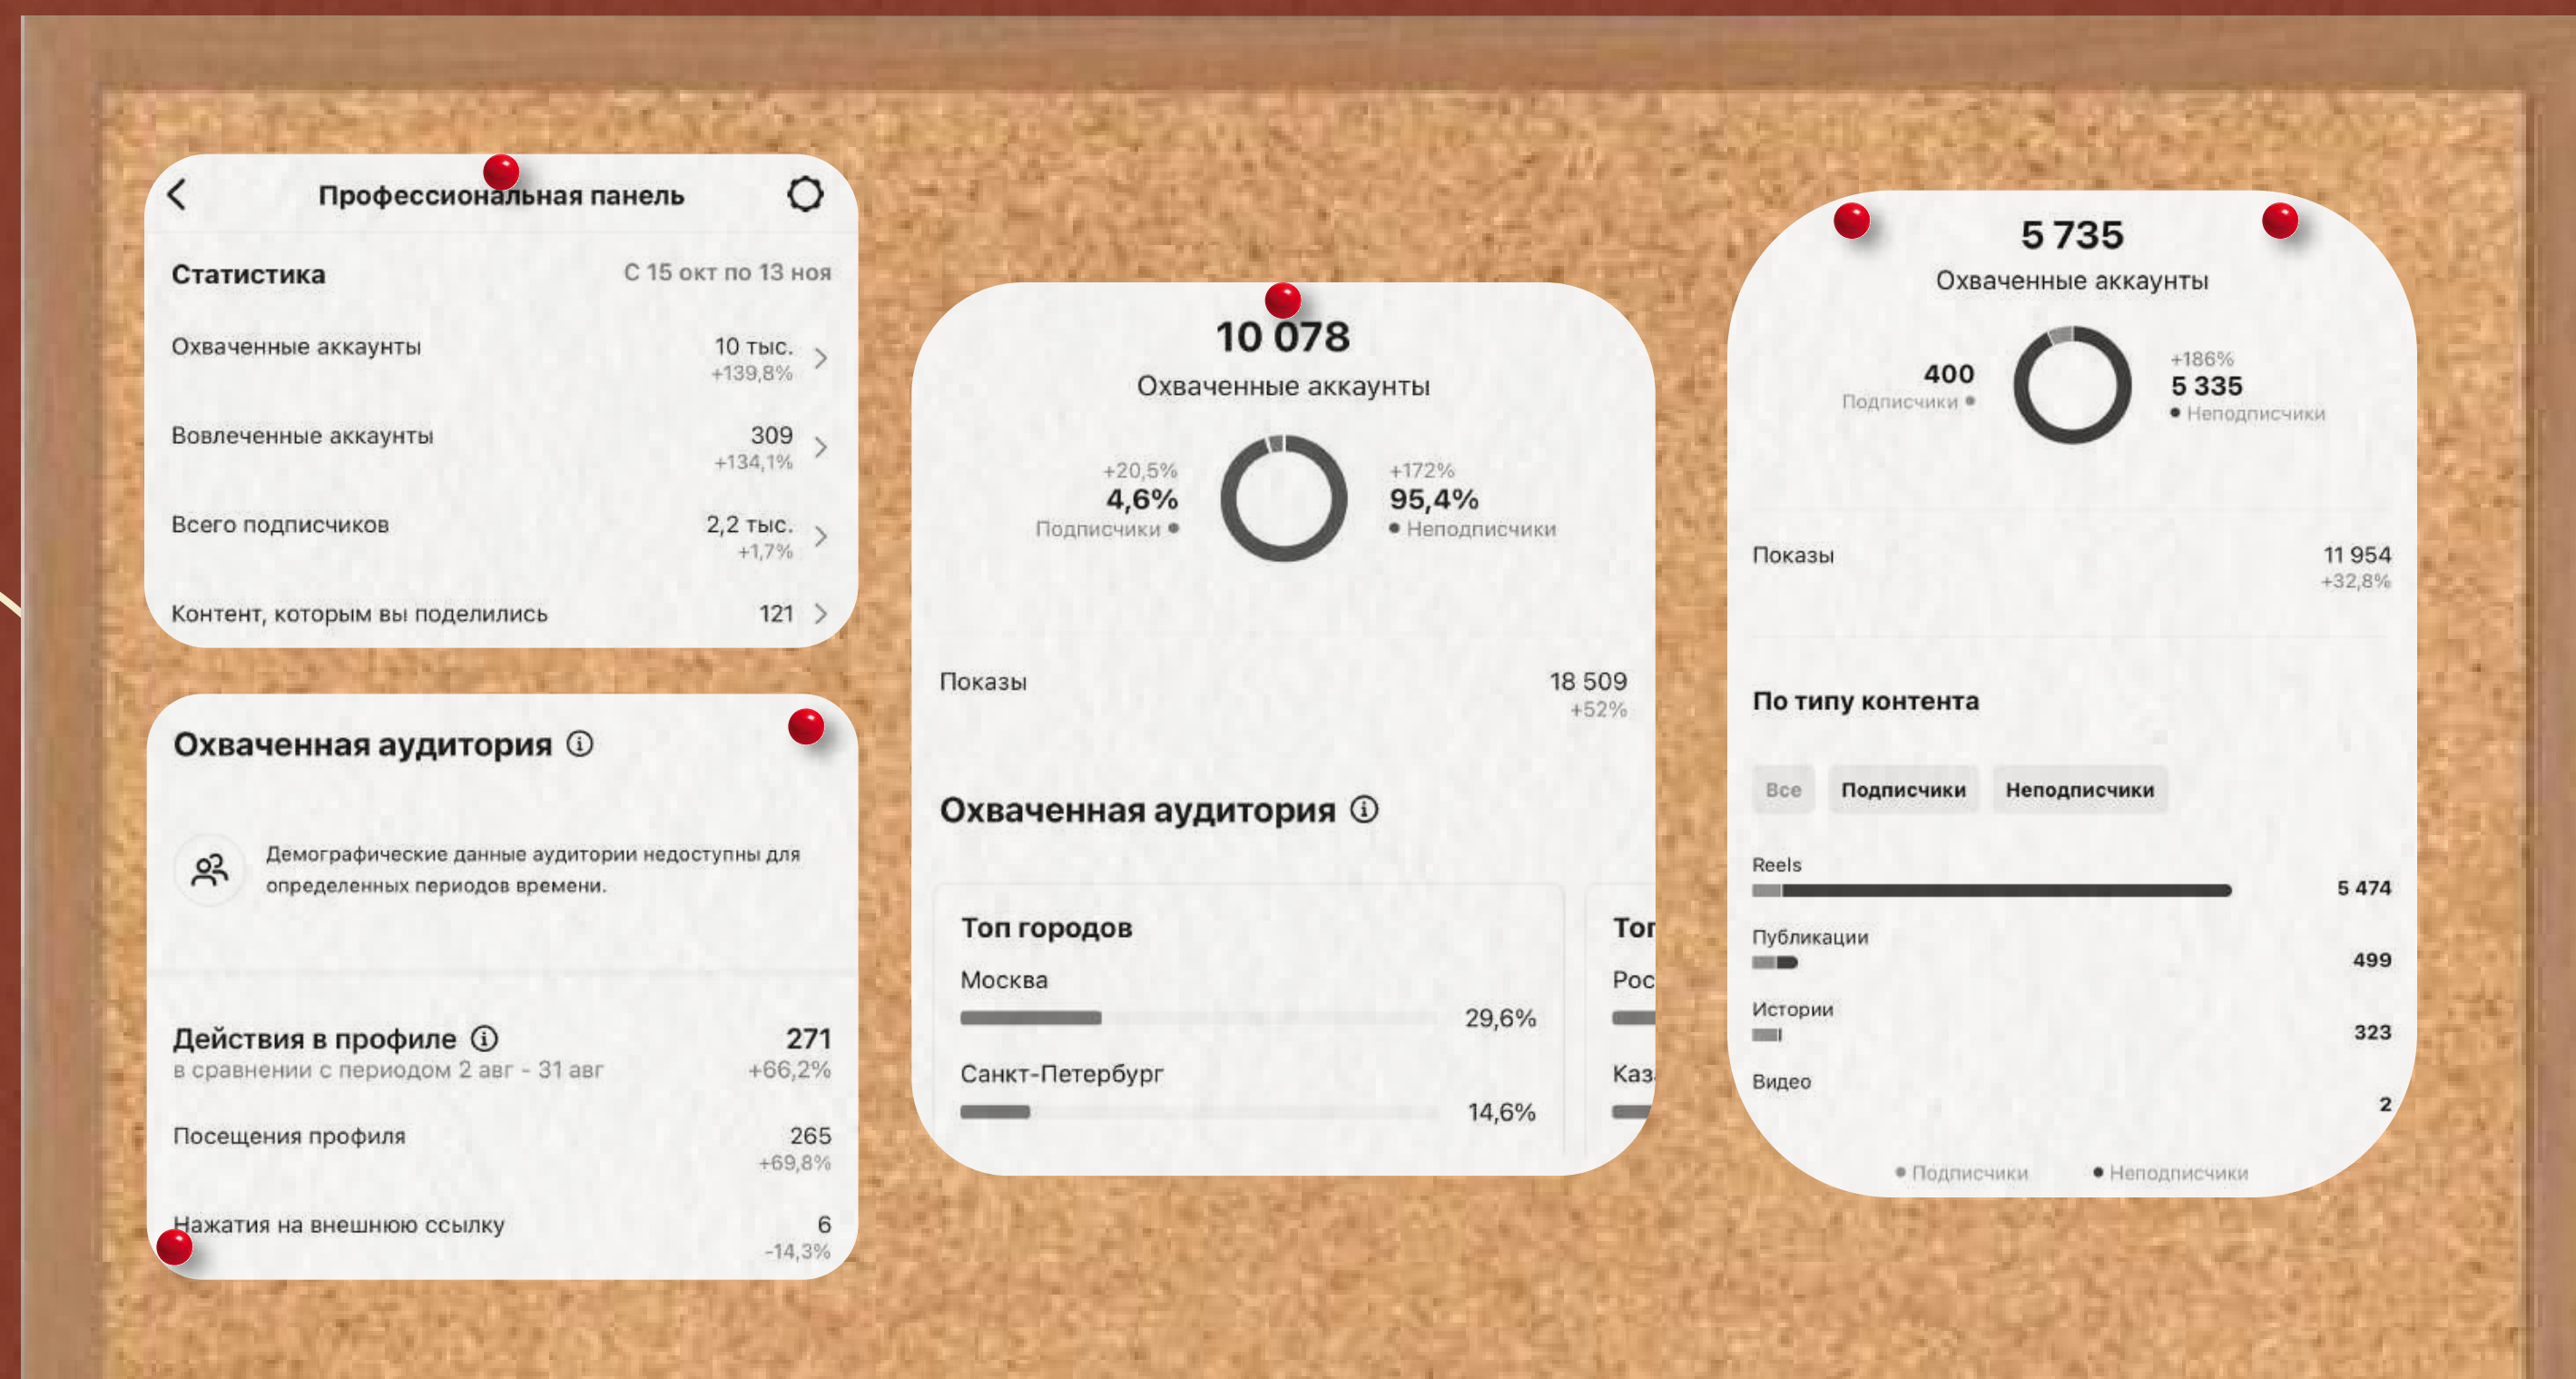 Профессиональная панель
Статистика С 15 окт по 13 ноя
Охваченные аккаунты 10 тыс.
+139,8%
Вовлеченные аккаунты 309
+134,1%
Всего подписчиков 2,2 тыс.
+1,7%
Контент, которым вы поделились 121
Охваченная аудитория
Демографические данные аудитории недоступны для
определенных периодов времени.
Действия в профиле 271
в сравнении с периодом 2 авг - 31 авг +66,2%
Посещения профиля 265
+69,8%
Нажатия на внешнюю ссылку 6
-14,3%
10 078
Охваченные аккаунты
+20,5% +172%
4,6% 95,4%
Подписчики Неподписчики
Показы 18 509
+52%
Охваченная аудитория
Топ городов
Москва
29,6%
Санкт-Петербург
14,6%
5 735
Охваченные аккаунты
+186%
400 5 335
Подписчики Неподписчики
Показы 11 954
+32,8%
По типу контента
Все Подписчики Неподписчики
Reels
5 474
Публикации
499
Истории
323
Видео
2
Подписчики Неподписчики